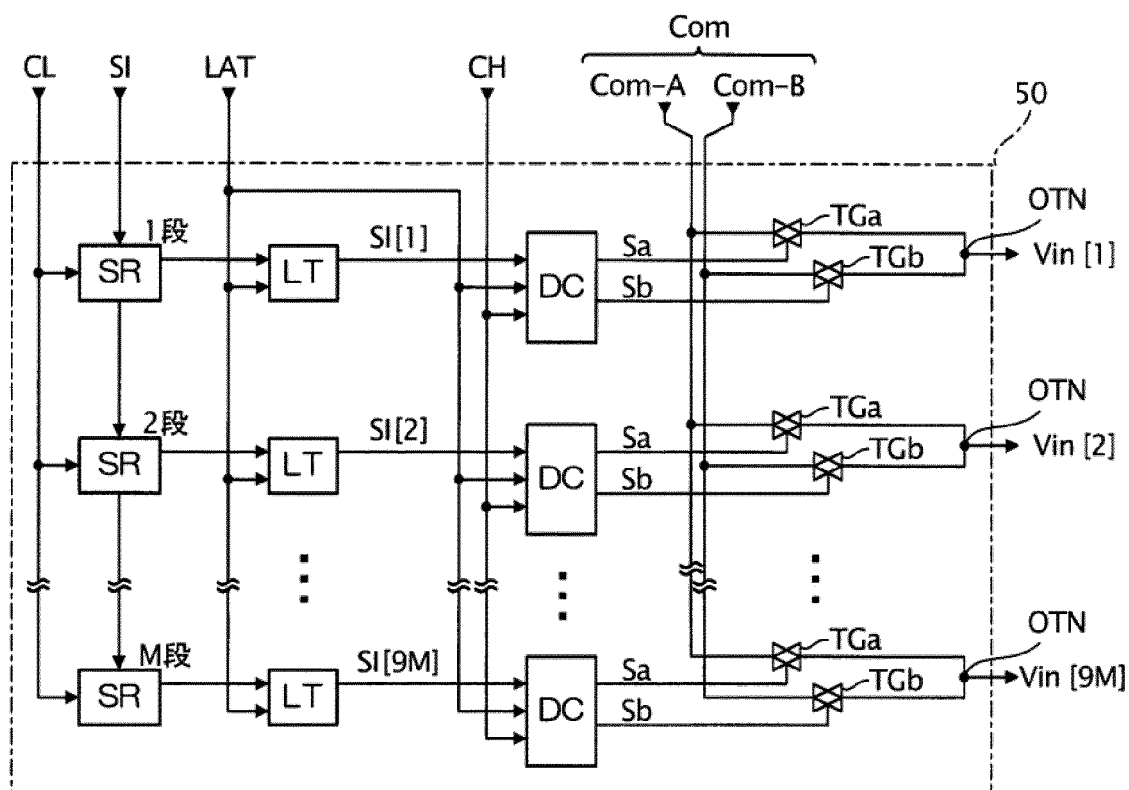 Com
CL SI LAT CH Com-A Com-B
50
1段 SI[1] Sa TGa OTN
SR LT DC Sb TGb Vin [1]
2段 SI[2] Sa TGa OTN
SR LT DC Sb TGb Vin [2]
M段 SI[9M] Sa TGa OTN
SR LT DC Sb TGb Vin [9M]